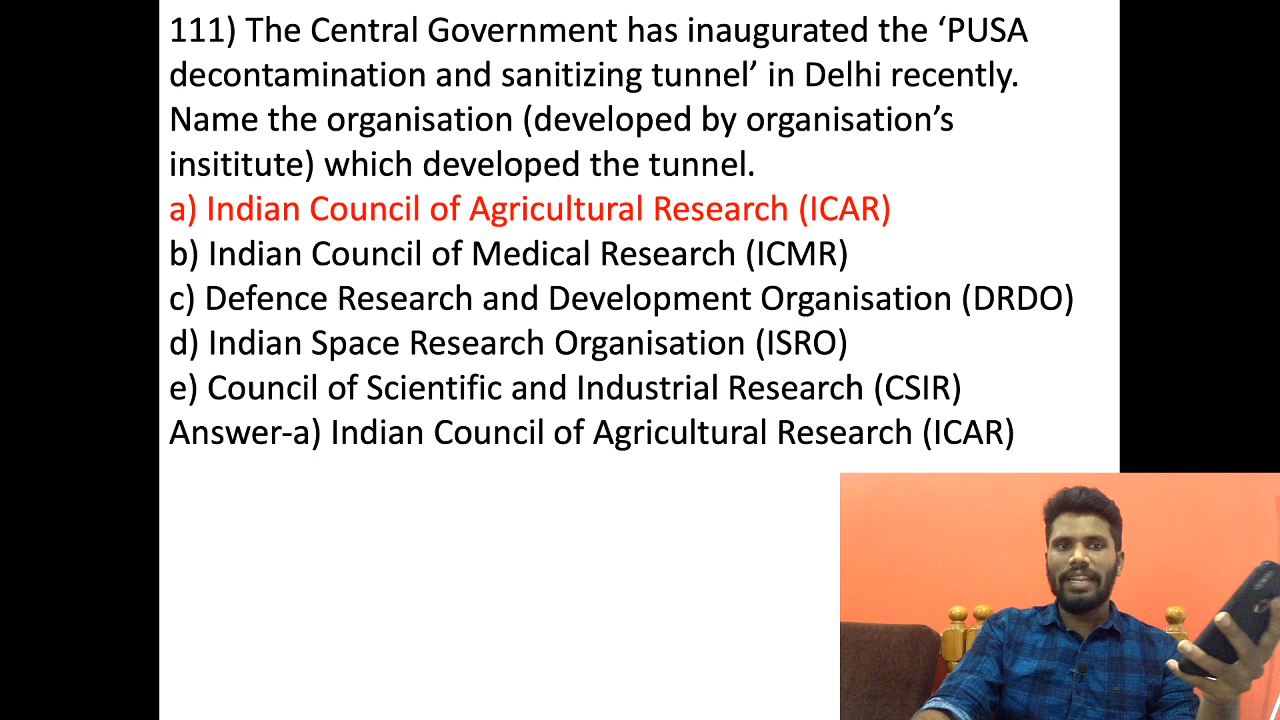 111) The Central Government has inaugurated the ‘PUSA
decontamination and sanitizing tunnel’ in Delhi recently.
Name the organisation (developed by organisation’s
insititute) which developed the tunnel.
a) Indian Council of Agricultural Research (ICAR)
b) Indian Council of Medical Research (ICMR)
c) Defence Research and Development Organisation (DRDO)
d) Indian Space Research Organisation (ISRO)
e) Council of Scientific and Industrial Research (CSIR)
Answer-a) Indian Council of Agricultural Research (ICAR)